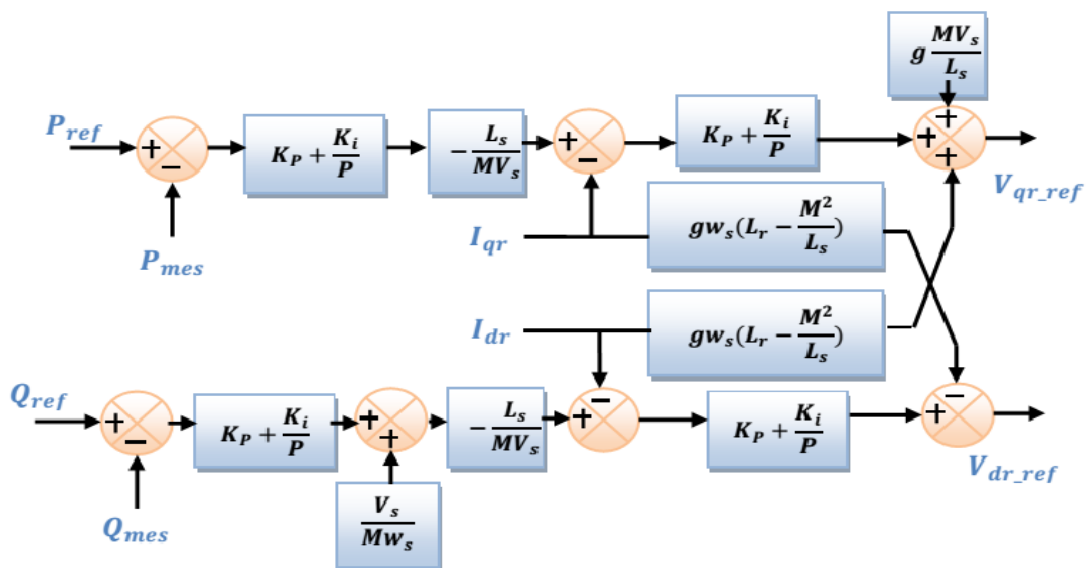 g MV_s / L_s
P_ref
+
−
K_P + K_i / P
− L_s / MV_s
+
−
K_P + K_i / P
+
+
+
V_qr_ref
P_mes
I_qr
gw_s(L_r − M² / L_s)
I_dr
gw_s(L_r − M² / L_s)
Q_ref
+
−
K_P + K_i / P
+
+
− L_s / MV_s
+
−
K_P + K_i / P
+
−
V_dr_ref
Q_mes
V_s / Mw_s